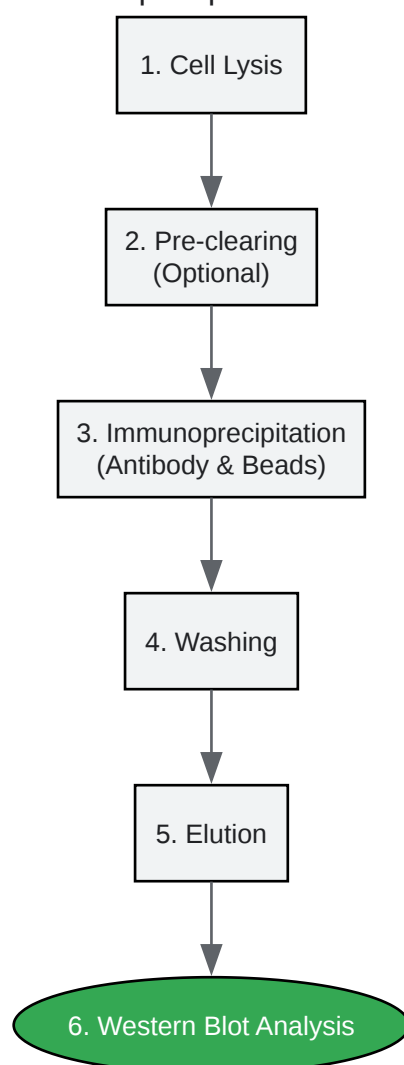 1. Cell Lysis
2. Pre-clearing
(Optional)
3. Immunoprecipitation
(Antibody & Beads)
4. Washing
5. Elution
6. Western Blot Analysis